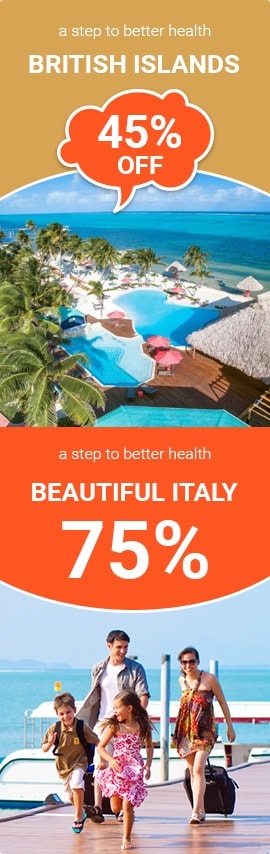 a step to better health
BRITISH ISLANDS
45%
OFF
a step to better health
BEAUTIFUL ITALY
75%